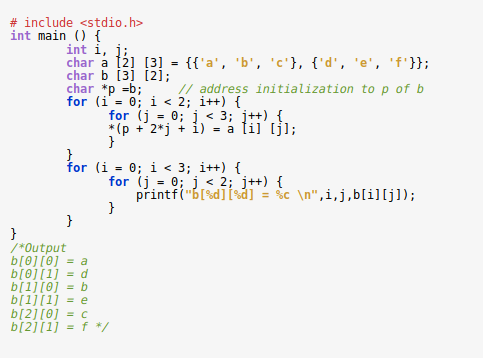 # include <stdio.h>
int main () {
int i, j;
char a [2] [3] = {{'a', 'b', 'c'}, {'d', 'e', 'f'}};
char b [3] [2];
char *p =b;     // address initialization to p of b
for (i = 0; i < 2; i++) {
for (j = 0; j < 3; j++) {
*(p + 2*j + i) = a [i] [j];
}
}
for (i = 0; i < 3; i++) {
for (j = 0; j < 2; j++) {
printf("b[%d][%d] = %c \n",i,j,b[i][j]);
}
}
}
/*Output
b[0][0] = a
b[0][1] = d
b[1][0] = b
b[1][1] = e
b[2][0] = c
b[2][1] = f */